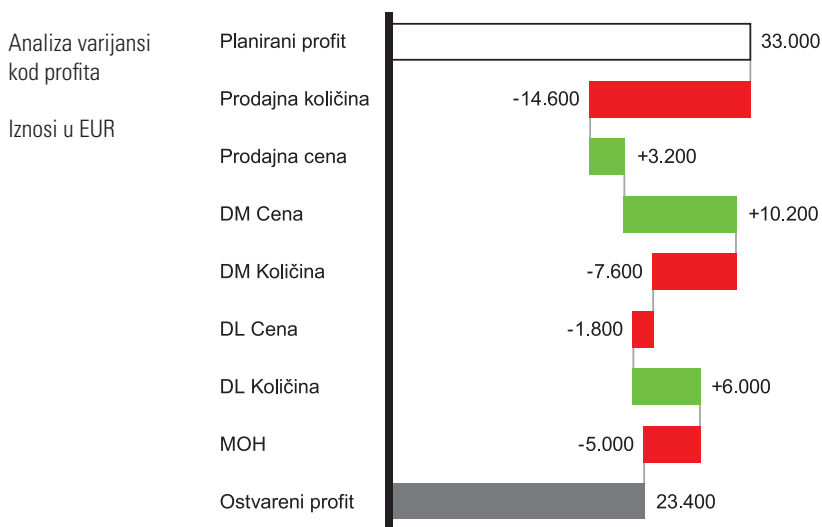 Analiza varijansi
kod profita
Iznosi u EUR
Planirani profit 33.000
Prodajna količina -14.600
Prodajna cena +3.200
DM Cena +10.200
DM Količina -7.600
DL Cena -1.800
DL Količina +6.000
MOH -5.000
Ostvareni profit 23.400